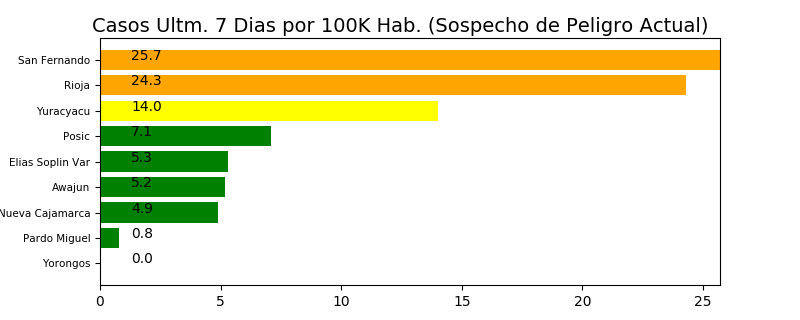 Casos Ultm. 7 Dias por 100K Hab. (Sospecho de Peligro Actual)
San Fernando 25.7
Rioja 24.3
Yuracyacu 14.0
Posic 7.1
Elias Soplin Var 5.3
Awajun 5.2
Nueva Cajamarca 4.9
Pardo Miguel 0.8
Yorongos 0.0
0 5 10 15 20 25